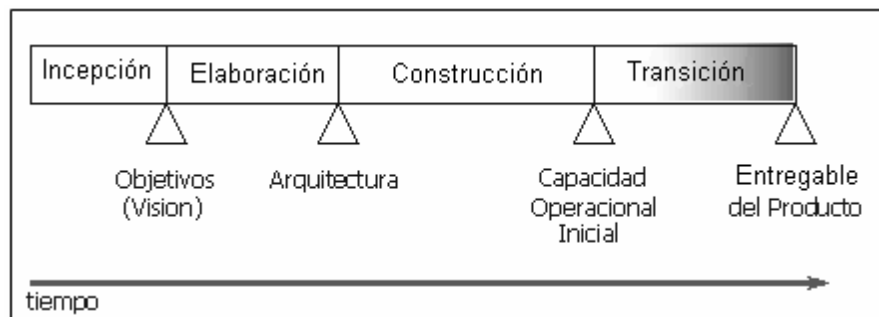 Incepción
Elaboración
Construcción
Transición
Objetivos
(Vision)
Arquitectura
Capacidad
Operacional
Inicial
Entregable
del Producto
tiempo